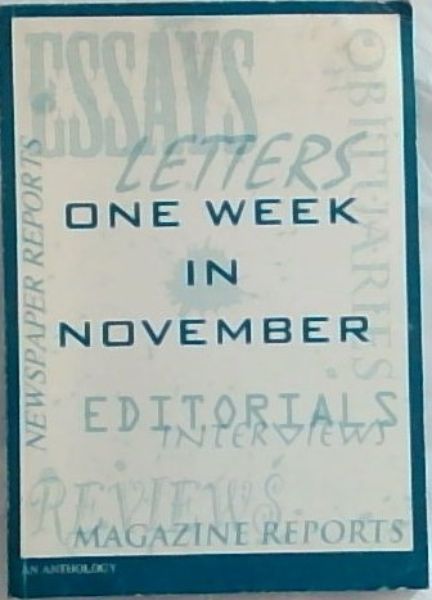 ESSAYS
OBITUARIES
LETTERS
NEWSPAPER REPORTS
ONE WEEK
IN
NOVEMBER
EDITORIALS
INTERVIEWS
REVIEWS
MAGAZINE REPORTS
AN ANTHOLOGY